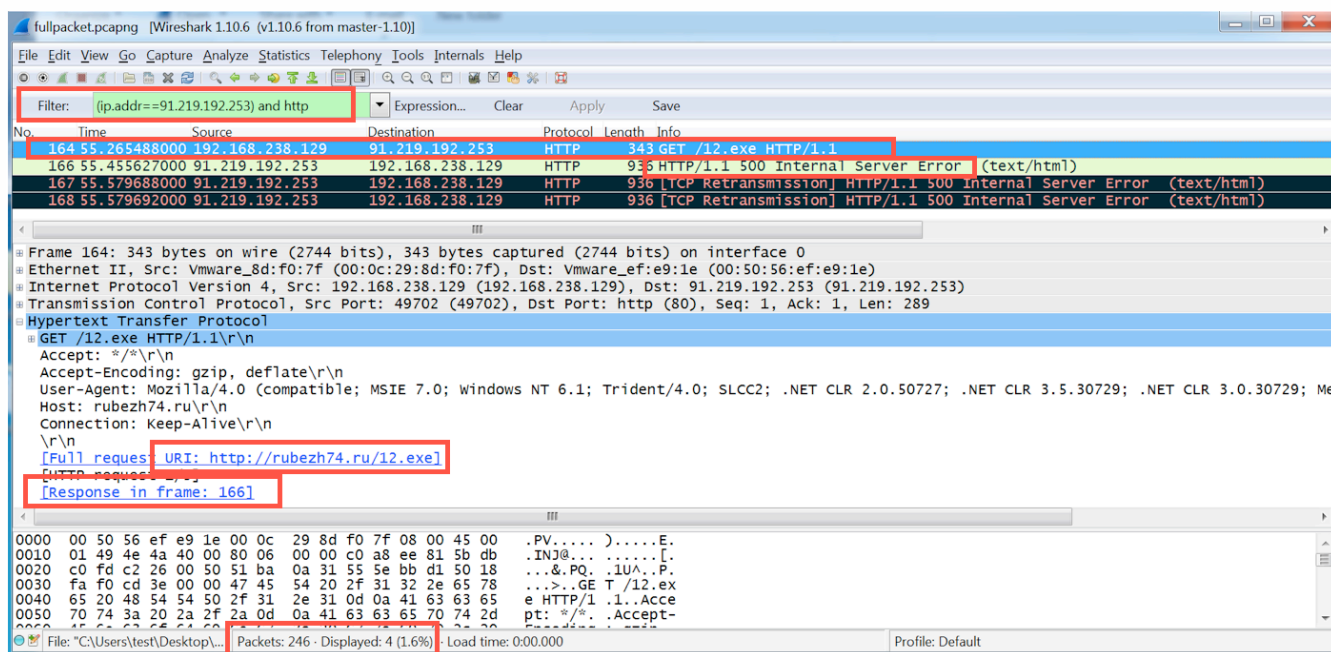 fullpacket.pcapng [Wireshark 1.10.6 (v1.10.6 from master-1.10)]
File Edit View Go Capture Analyze Statistics Telephony Tools Internals Help
Filter: (ip.addr==91.219.192.253) and http Expression... Clear Apply Save
No. Time Source Destination Protocol Length Info
164 55.265488000 192.168.238.129 91.219.192.253 HTTP 343 GET /12.exe HTTP/1.1
166 55.455627000 91.219.192.253 192.168.238.129 HTTP 936 HTTP/1.1 500 Internal Server Error (text/html)
167 55.579688000 91.219.192.253 192.168.238.129 HTTP 936 [TCP Retransmission] HTTP/1.1 500 Internal Server Error (text/html)
168 55.579692000 91.219.192.253 192.168.238.129 HTTP 936 [TCP Retransmission] HTTP/1.1 500 Internal Server Error (text/html)
Frame 164: 343 bytes on wire (2744 bits), 343 bytes captured (2744 bits) on interface 0
Ethernet II, Src: Vmware_8d:f0:7f (00:0c:29:8d:f0:7f), Dst: Vmware_ef:e9:1e (00:50:56:ef:e9:1e)
Internet Protocol Version 4, Src: 192.168.238.129 (192.168.238.129), Dst: 91.219.192.253 (91.219.192.253)
Transmission Control Protocol, Src Port: 49702 (49702), Dst Port: http (80), Seq: 1, Ack: 1, Len: 289
Hypertext Transfer Protocol
GET /12.exe HTTP/1.1\r\n
Accept: */*\r\n
Accept-Encoding: gzip, deflate\r\n
User-Agent: Mozilla/4.0 (compatible; MSIE 7.0; Windows NT 6.1; Trident/4.0; SLCC2; .NET CLR 2.0.50727; .NET CLR 3.5.30729; .NET CLR 3.0.30729; Me
Host: rubezh74.ru\r\n
Connection: Keep-Alive\r\n
\r\n
[Full request URI: http://rubezh74.ru/12.exe]
[HTTP request
[Response in frame: 166]
0000 00 50 56 ef e9 1e 00 0c 29 8d f0 7f 08 00 45 00 .PV..... ).....E.
0010 01 49 4e 4a 40 00 80 06 00 00 c0 a8 ee 81 5b db .INJ@... ......[.
0020 c0 fd c2 26 00 50 51 ba 0a 31 55 5e bb d1 50 18 ...&.PQ. .1U^..P.
0030 fa f0 cd 3e 00 00 47 45 54 20 2f 31 32 2e 65 78 ...>..GE T /12.ex
0040 65 20 48 54 54 50 2f 31 2e 31 0d 0a 41 63 63 65 e HTTP/1 .1..Acce
0050 70 74 3a 20 2a 2f 2a 0d 0a 41 63 63 65 70 74 2d pt: */*. .Accept-
File: "C:\Users\test\Desktop\... Packets: 246 · Displayed: 4 (1.6%) · Load time: 0:00.000 Profile: Default